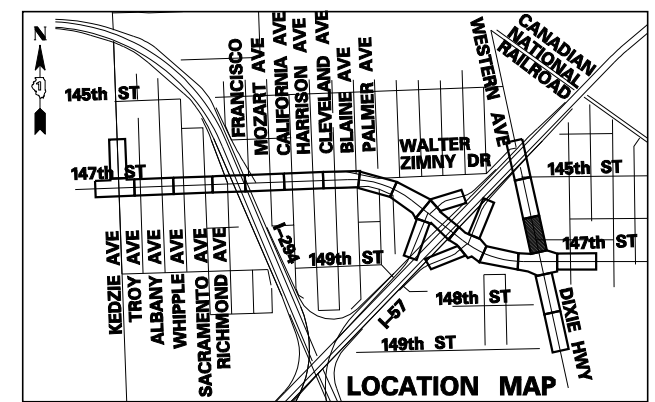 N
1
145th ST
147th ST
FRANCISCO
MOZART AVE
CALIFORNIA AVE
HARRISON AVE
CLEVELAND AVE
BLAINE AVE
PALMER AVE
WESTERN AVE
CANADIAN
NATIONAL
RAILROAD
WALTER
ZIMNY DR
145th ST
147th ST
KEDZIE AVE
TROY AVE
ALBANY AVE
WHIPPLE AVE
SACRAMENTO AVE
RICHMOND AVE
I-294
149th ST
I-57
148th ST
149th ST
DIXIE HWY
LOCATION MAP